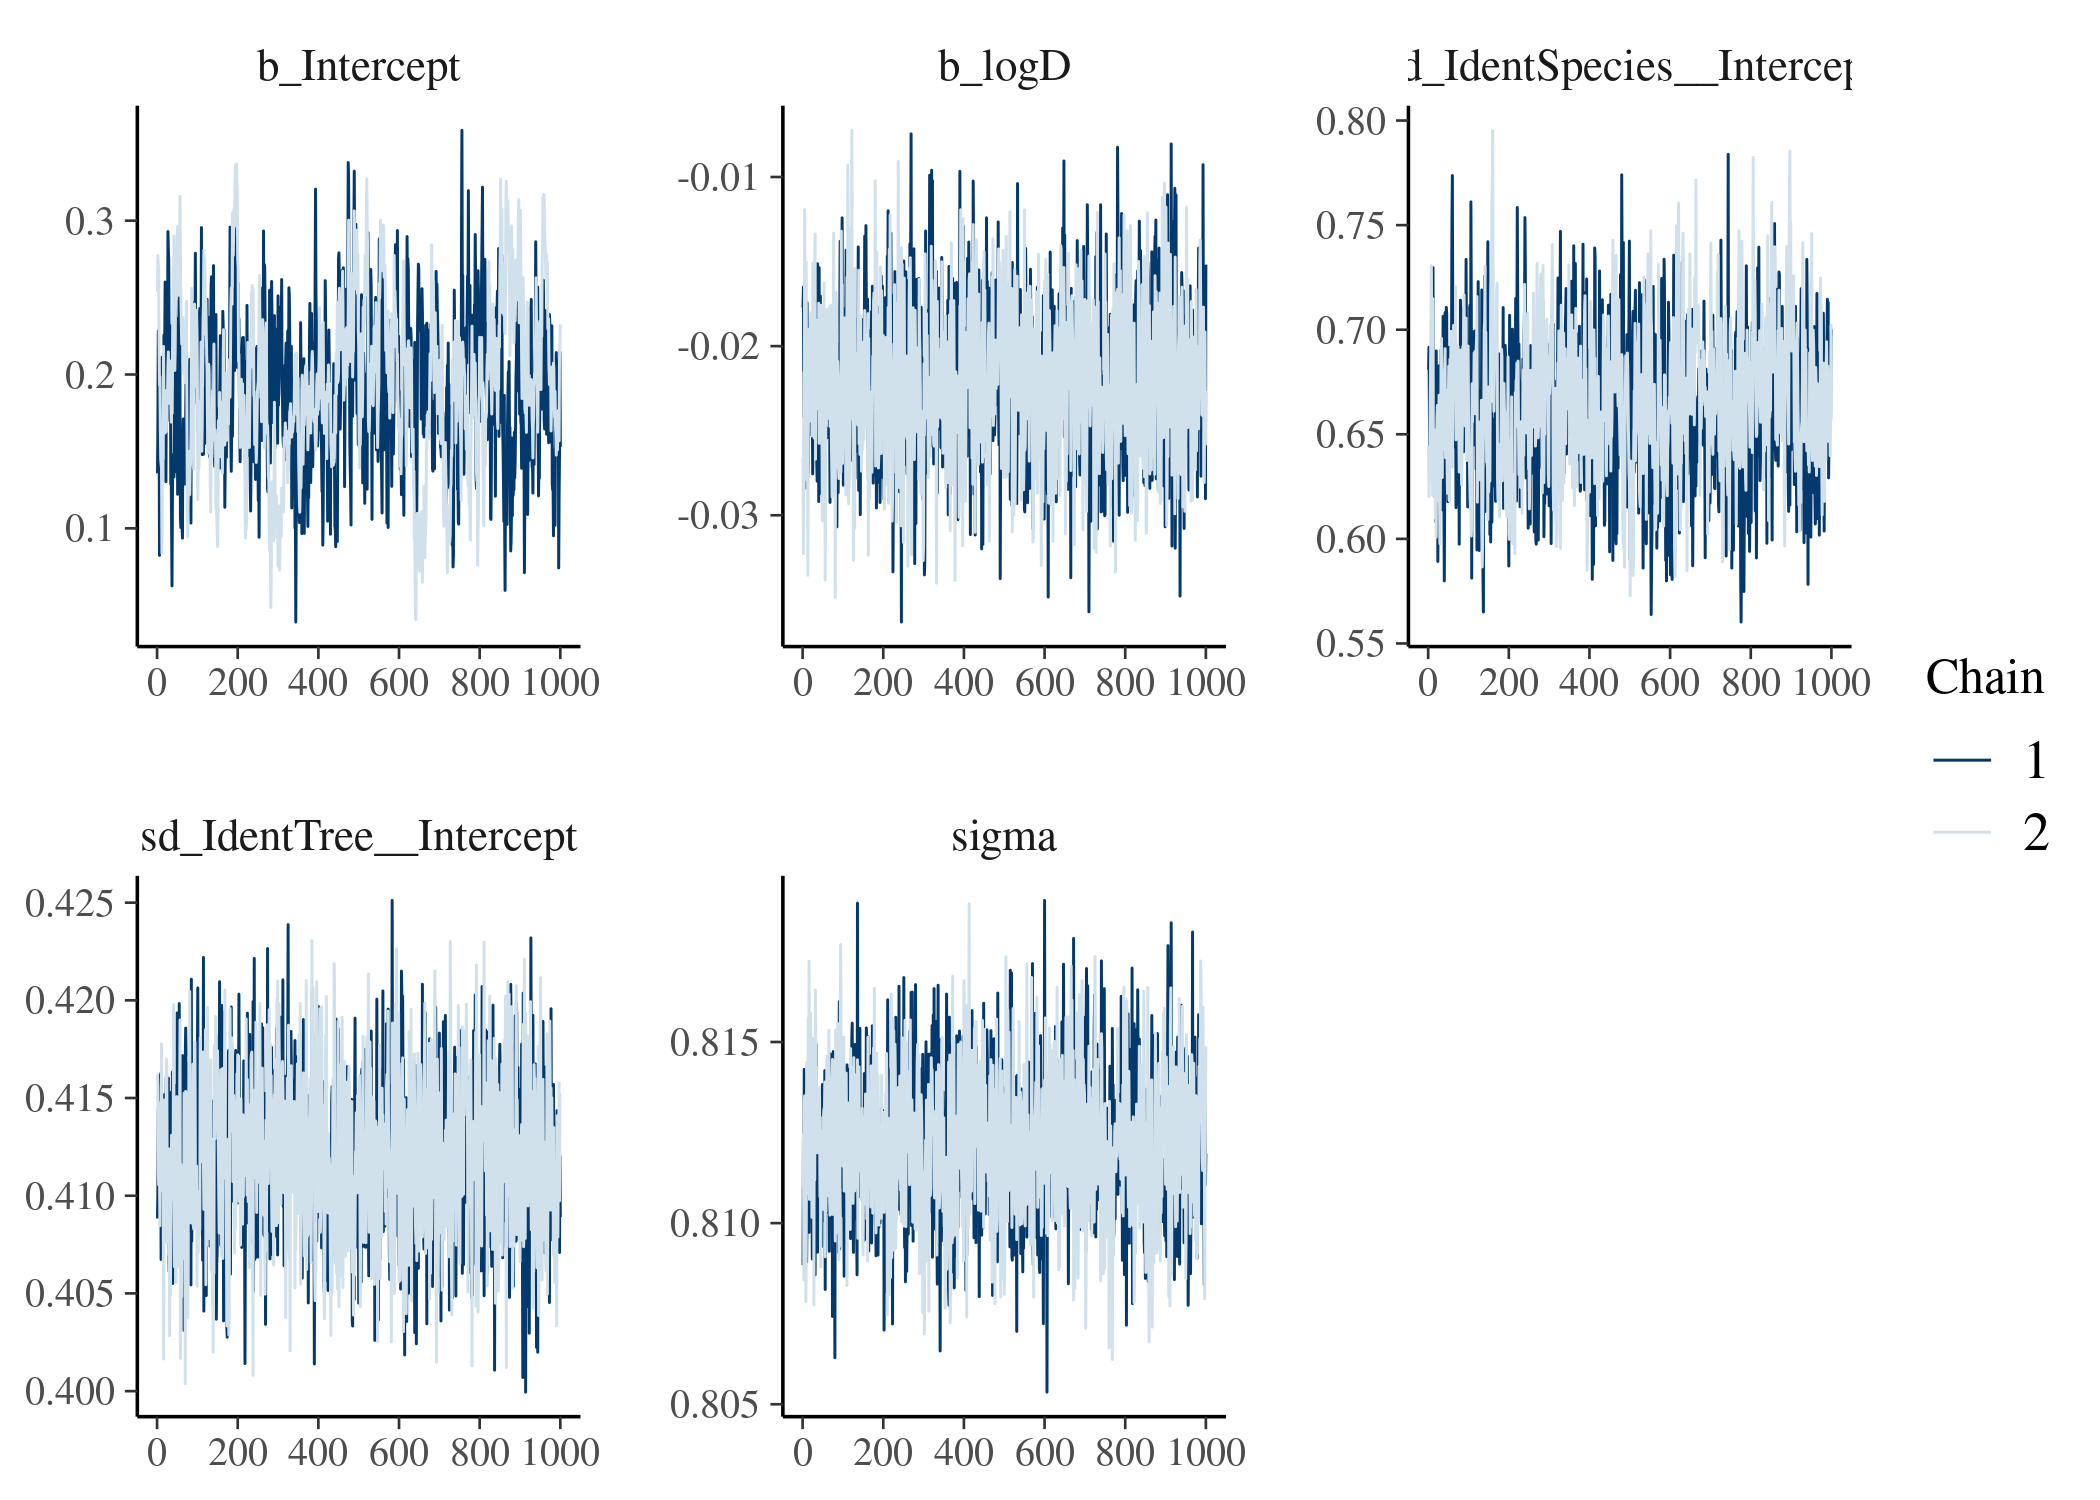 b_Intercept
0.3
0.2
0.1
0 200 400 600 800 1000
b_logD
-0.01
-0.02
-0.03
0 200 400 600 800 1000
d_IdentSpecies__Intercep
0.80
0.75
0.70
0.65
0.60
0.55
0 200 400 600 800 1000
sd_IdentTree__Intercept
0.425
0.420
0.415
0.410
0.405
0.400
0 200 400 600 800 1000
sigma
0.815
0.810
0.805
0 200 400 600 800 1000
Chain
1
2